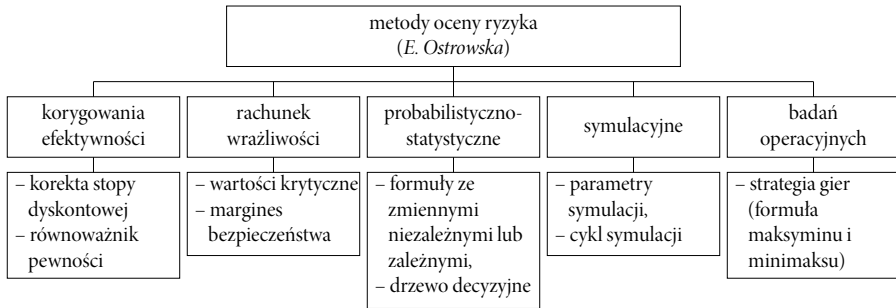 metody oceny ryzyka
(E. Ostrowska)
korygowania
efektywności
rachunek
wrażliwości
probabilistyczno-
statystyczne
symulacyjne
badań
operacyjnych
– korekta stopy
dyskontowej
– równoważnik
pewności
– wartości krytyczne
– margines
bezpieczeństwa
– formuły ze
zmiennymi
niezależnymi lub
zależnymi,
– drzewo decyzyjne
– parametry
symulacji,
– cykl symulacji
– strategia gier
(formuła
maksyminu i
minimaksu)